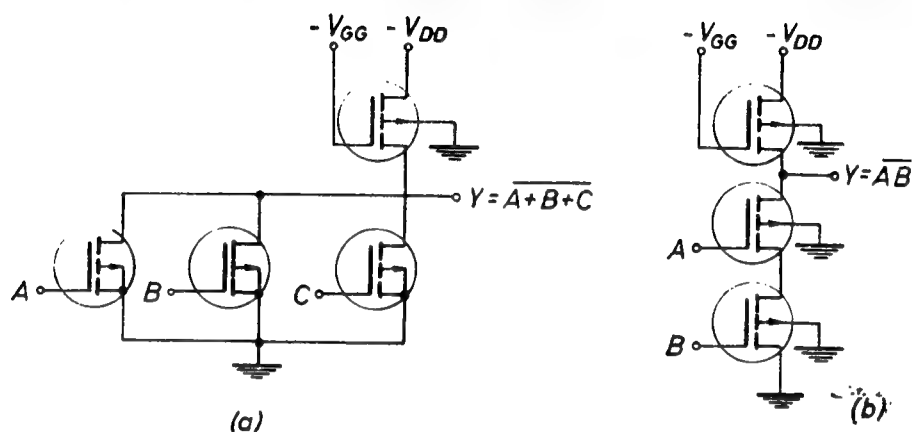 -V_GG -V_DD
Y = \overline{A+B+C}
A B C
(a)
-V_GG -V_DD
Y = \overline{AB}
A
B
(b)